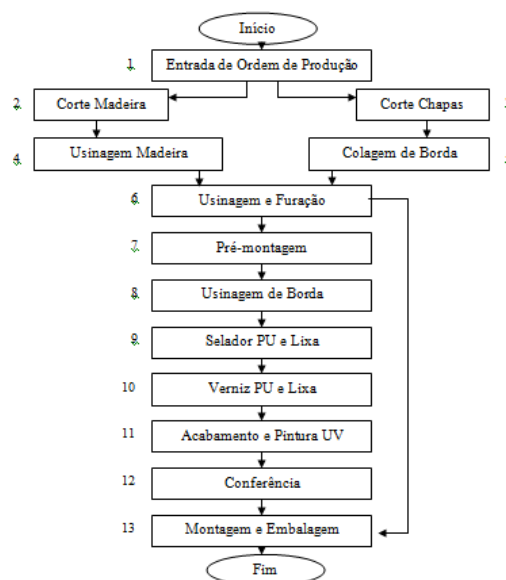 Início
1. Entrada de Ordem de Produção
2. Corte Madeira
Corte Chapas
4. Usinagem Madeira
Colagem de Borda
6. Usinagem e Furação
7. Pré-montagem
8. Usinagem de Borda
9. Selador PU e Lixa
10 Verniz PU e Lixa
11 Acabamento e Pintura UV
12 Conferência
13 Montagem e Embalagem
Fim